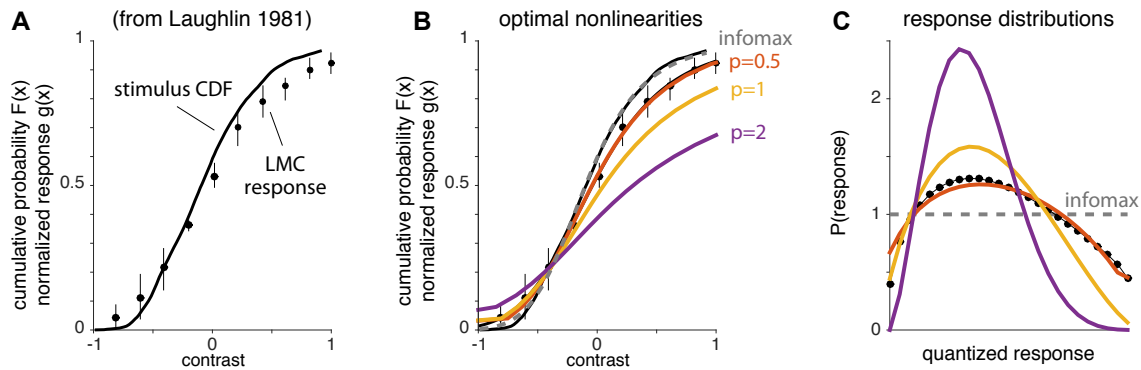 A
(from Laughlin 1981)
cumulative probability F(x)
normalized response g(x)
1
0.5
0
-1
0
1
contrast
stimulus CDF
LMC
response
B
optimal nonlinearities
cumulative probability F(x)
normalized response g(x)
1
0.5
0
-1
0
1
contrast
infomax
p=0.5
p=1
p=2
C
response distributions
P(response)
2
1
0
infomax
quantized response